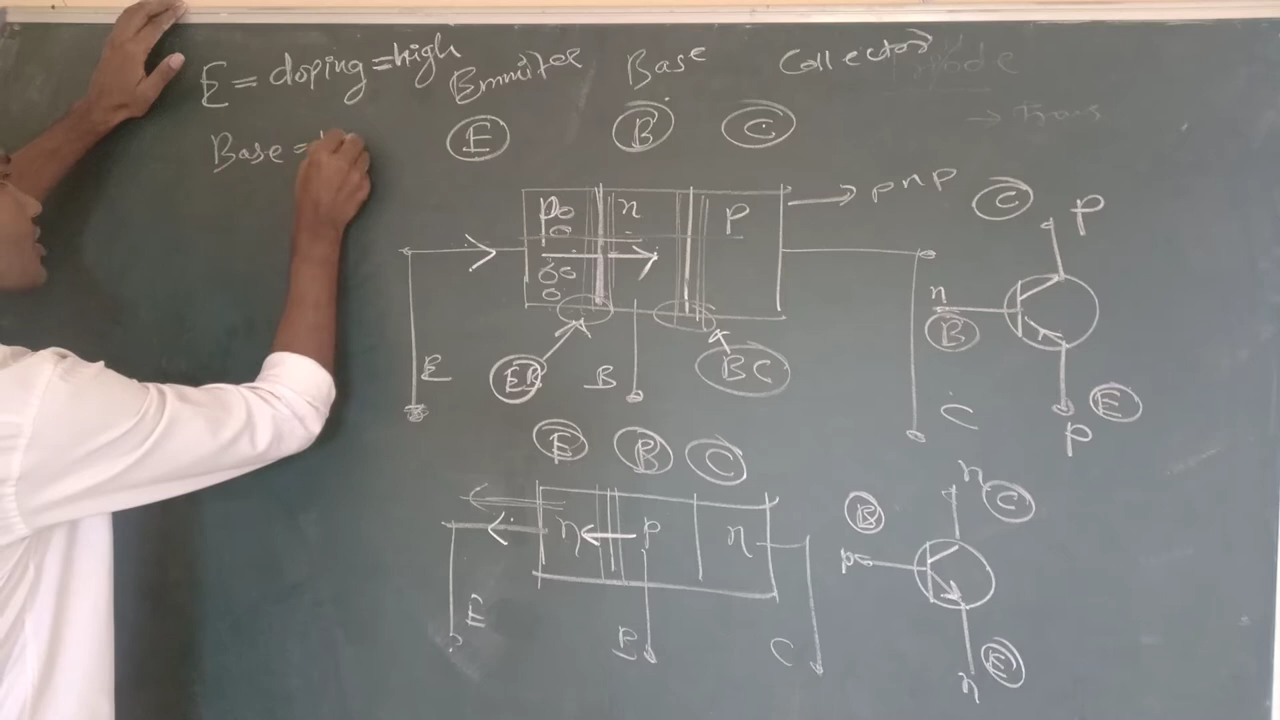 E = doping = high
Emmiter Base Collector
Base =
E B C
p n p → pnp
E EB B BC C
C p
n B
E p
E B C
n p n
E B C
n C
B
p
E
n